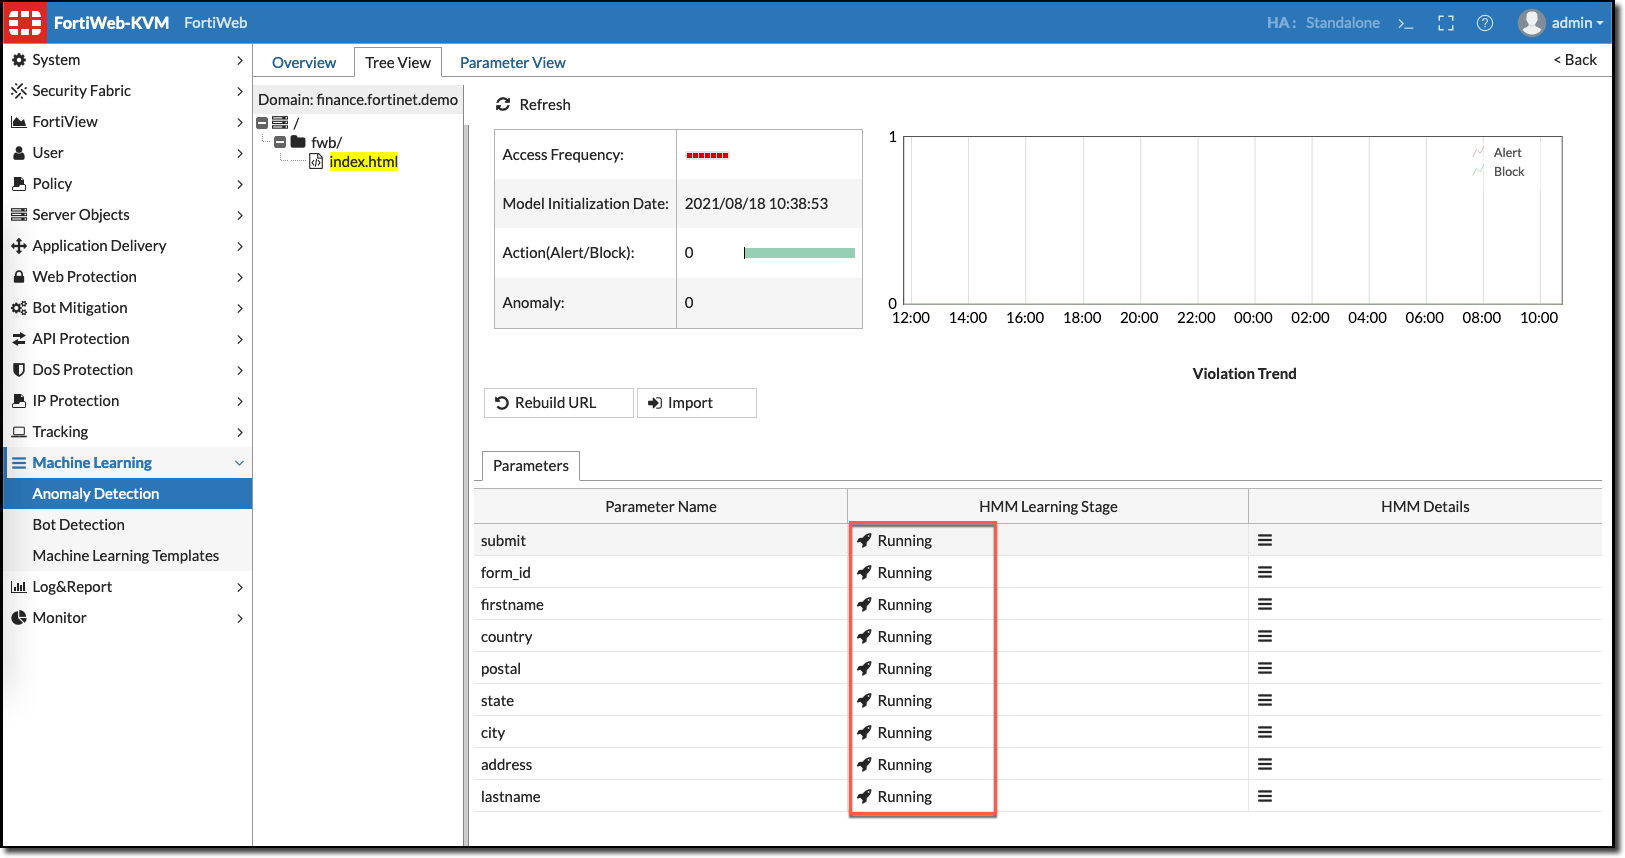 FortiWeb-KVM FortiWeb HA: Standalone >_ admin
System
Security Fabric
FortiView
User
Policy
Server Objects
Application Delivery
Web Protection
Bot Mitigation
API Protection
DoS Protection
IP Protection
Tracking
Machine Learning
Anomaly Detection
Bot Detection
Machine Learning Templates
Log&Report
Monitor
Overview Tree View Parameter View < Back
Domain: finance.fortinet.demo
/
fwb/
index.html
Refresh
Access Frequency:
Model Initialization Date: 2021/08/18 10:38:53
Action(Alert/Block): 0
Anomaly: 0
1
Alert
Block
0
12:00 14:00 16:00 18:00 20:00 22:00 00:00 02:00 04:00 06:00 08:00 10:00
Violation Trend
Rebuild URL Import
Parameters
Parameter Name HMM Learning Stage HMM Details
submit Running
form_id Running
firstname Running
country Running
postal Running
state Running
city Running
address Running
lastname Running